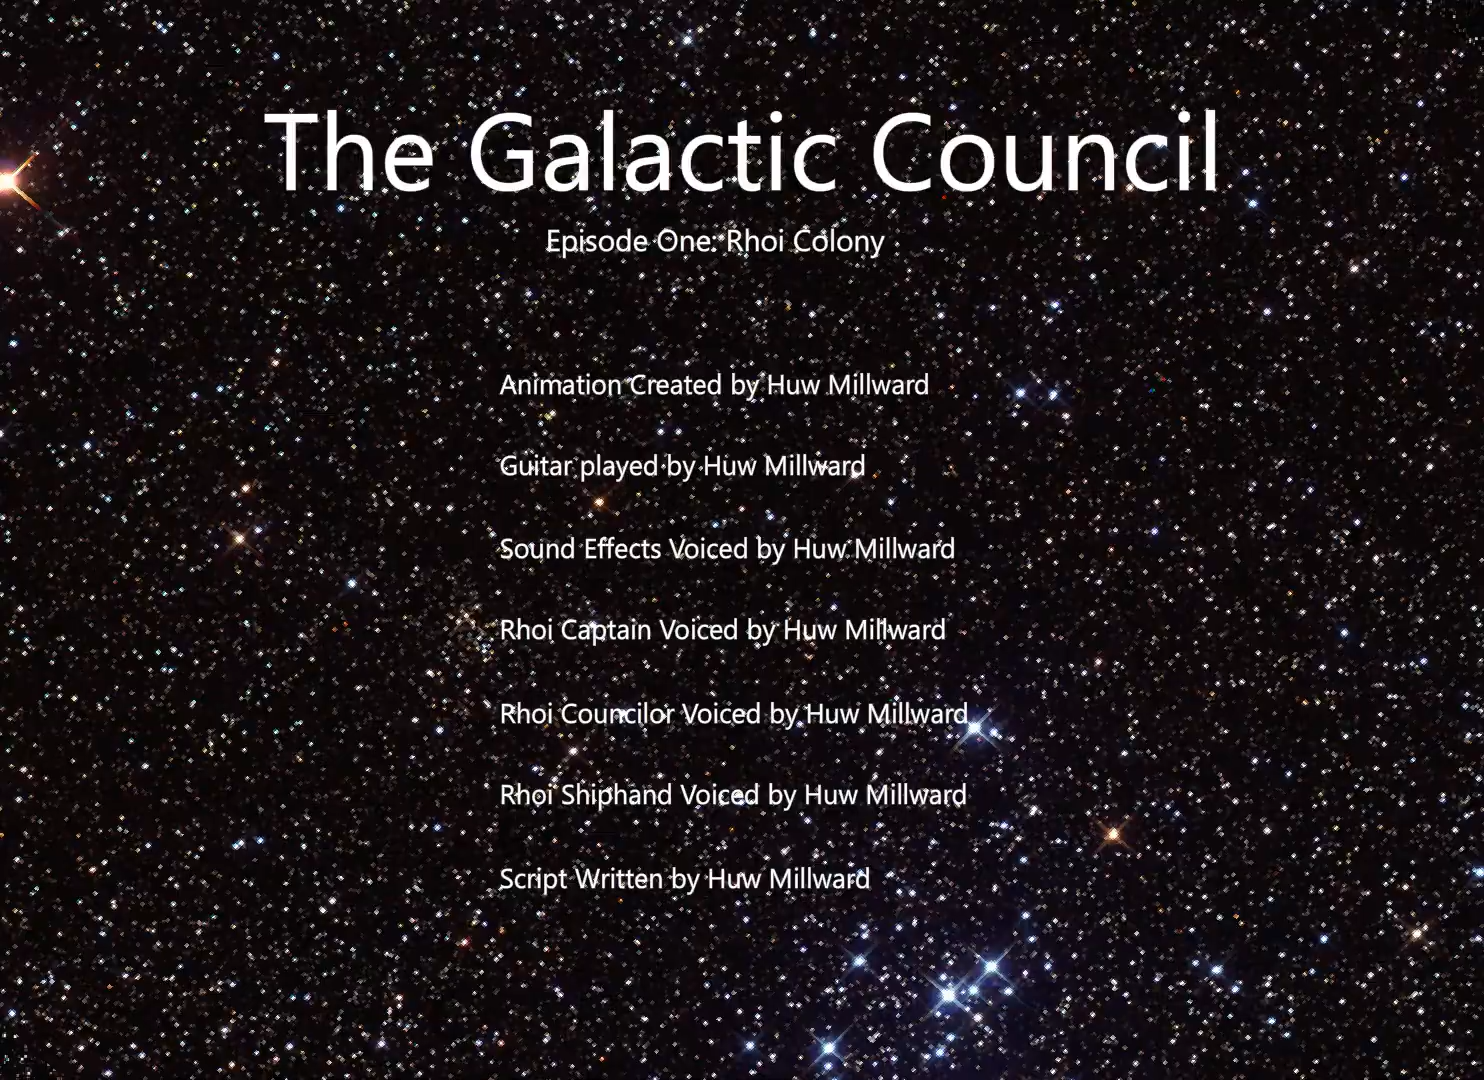 The Galactic Council
Episode One: Rhoi Colony
Animation Created by Huw Millward
Guitar played by Huw Millward
Sound Effects Voiced by Huw Millward
Rhoi Captain Voiced by Huw Millward
Rhoi Councilor Voiced by Huw Millward
Rhoi Shiphand Voiced by Huw Millward
Script Written by Huw Millward